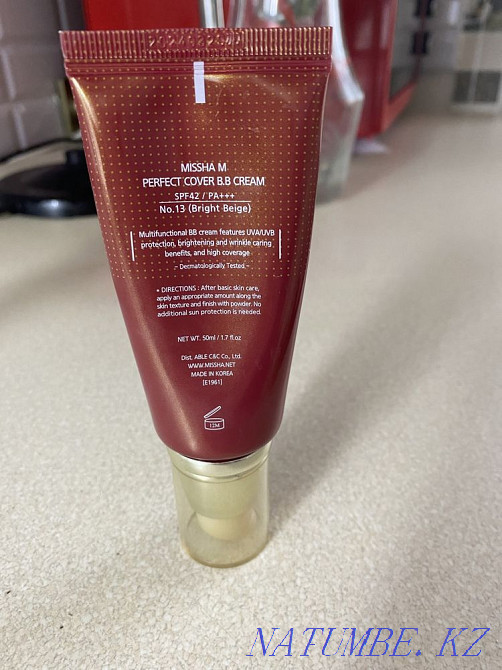 MISSHA M
PERFECT COVER B.B CREAM
SPF42 / PA+++
No.13 (Bright Beige)
Multifunctional BB cream features UVA/UVB
protection, brightening and wrinkle caring
benefits, and high coverage
- Dermatologically Tested -
• DIRECTIONS : After basic skin care,
apply an appropriate amount along the
skin texture and finish with powder. No
additional sun protection is needed.
NET WT. 50ml / 1.7 fl.oz
Dist. ABLE C&C Co., Ltd.
WWW.MISSHA.NET
MADE IN KOREA
[E1961]
12M
NATUMBE. KZ